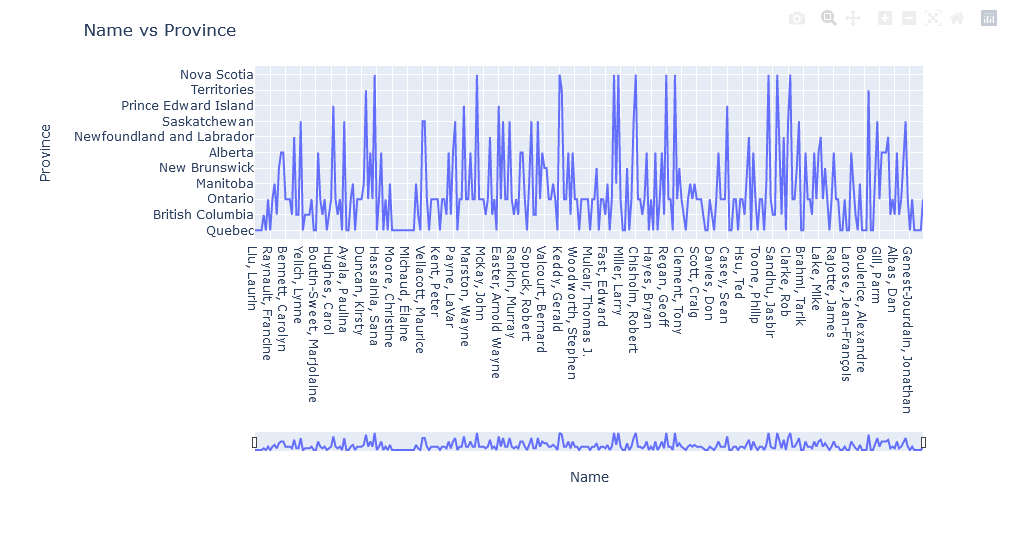 Name vs Province
Province
Nova Scotia
Territories
Prince Edward Island
Saskatchewan
Newfoundland and Labrador
Alberta
New Brunswick
Manitoba
Ontario
British Columbia
Quebec
Liu, Laurin
Raynault, Francine
Bennett, Carolyn
Yelich, Lynne
Boutin-Sweet, Marjolaine
Hughes, Carol
Ayala, Paulina
Duncan, Kirsty
Hassainia, Sana
Moore, Christine
Michaud, Élaine
Vellacott, Maurice
Kent, Peter
Payne, LaVar
Marston, Wayne
McKay, John
Easter, Arnold Wayne
Rankin, Murray
Sopuck, Robert
Valcourt, Bernard
Keddy, Gerald
Woodworth, Stephen
Mulcair, Thomas J.
Fast, Edward
Miller, Larry
Chisholm, Robert
Hayes, Bryan
Regan, Geoff
Clement, Tony
Scott, Craig
Davies, Don
Casey, Sean
Hsu, Ted
Toone, Philip
Sandhu, Jasbir
Clarke, Rob
Brahmi, Tarik
Lake, Mike
Rajotte, James
Larose, Jean-François
Boulerice, Alexandre
Gill, Parm
Albas, Dan
Genest-Jourdain, Jonathan
Name